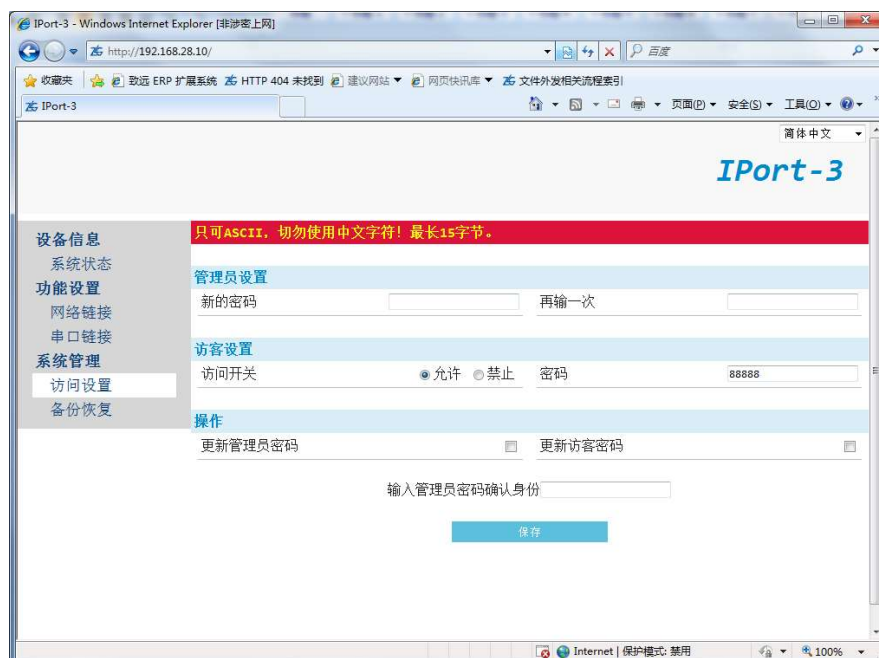 IPort-3 - Windows Internet Explorer [非涉密上网]
http://192.168.28.10/
百度
收藏夹 致远 ERP 扩展系统 HTTP 404 未找到 建议网站 网页快讯库 文件外发相关流程索引
IPort-3
页面(P) 安全(S) 工具(O)
简体中文
IPort-3
只可ASCII，切勿使用中文字符！最长15字节。
设备信息
系统状态
功能设置
网络链接
串口链接
系统管理
访问设置
备份恢复
管理员设置
新的密码 再输一次
访客设置
访问开关 允许 禁止 密码 88888
操作
更新管理员密码 更新访客密码
输入管理员密码确认身份
保存
Internet | 保护模式: 禁用 100%